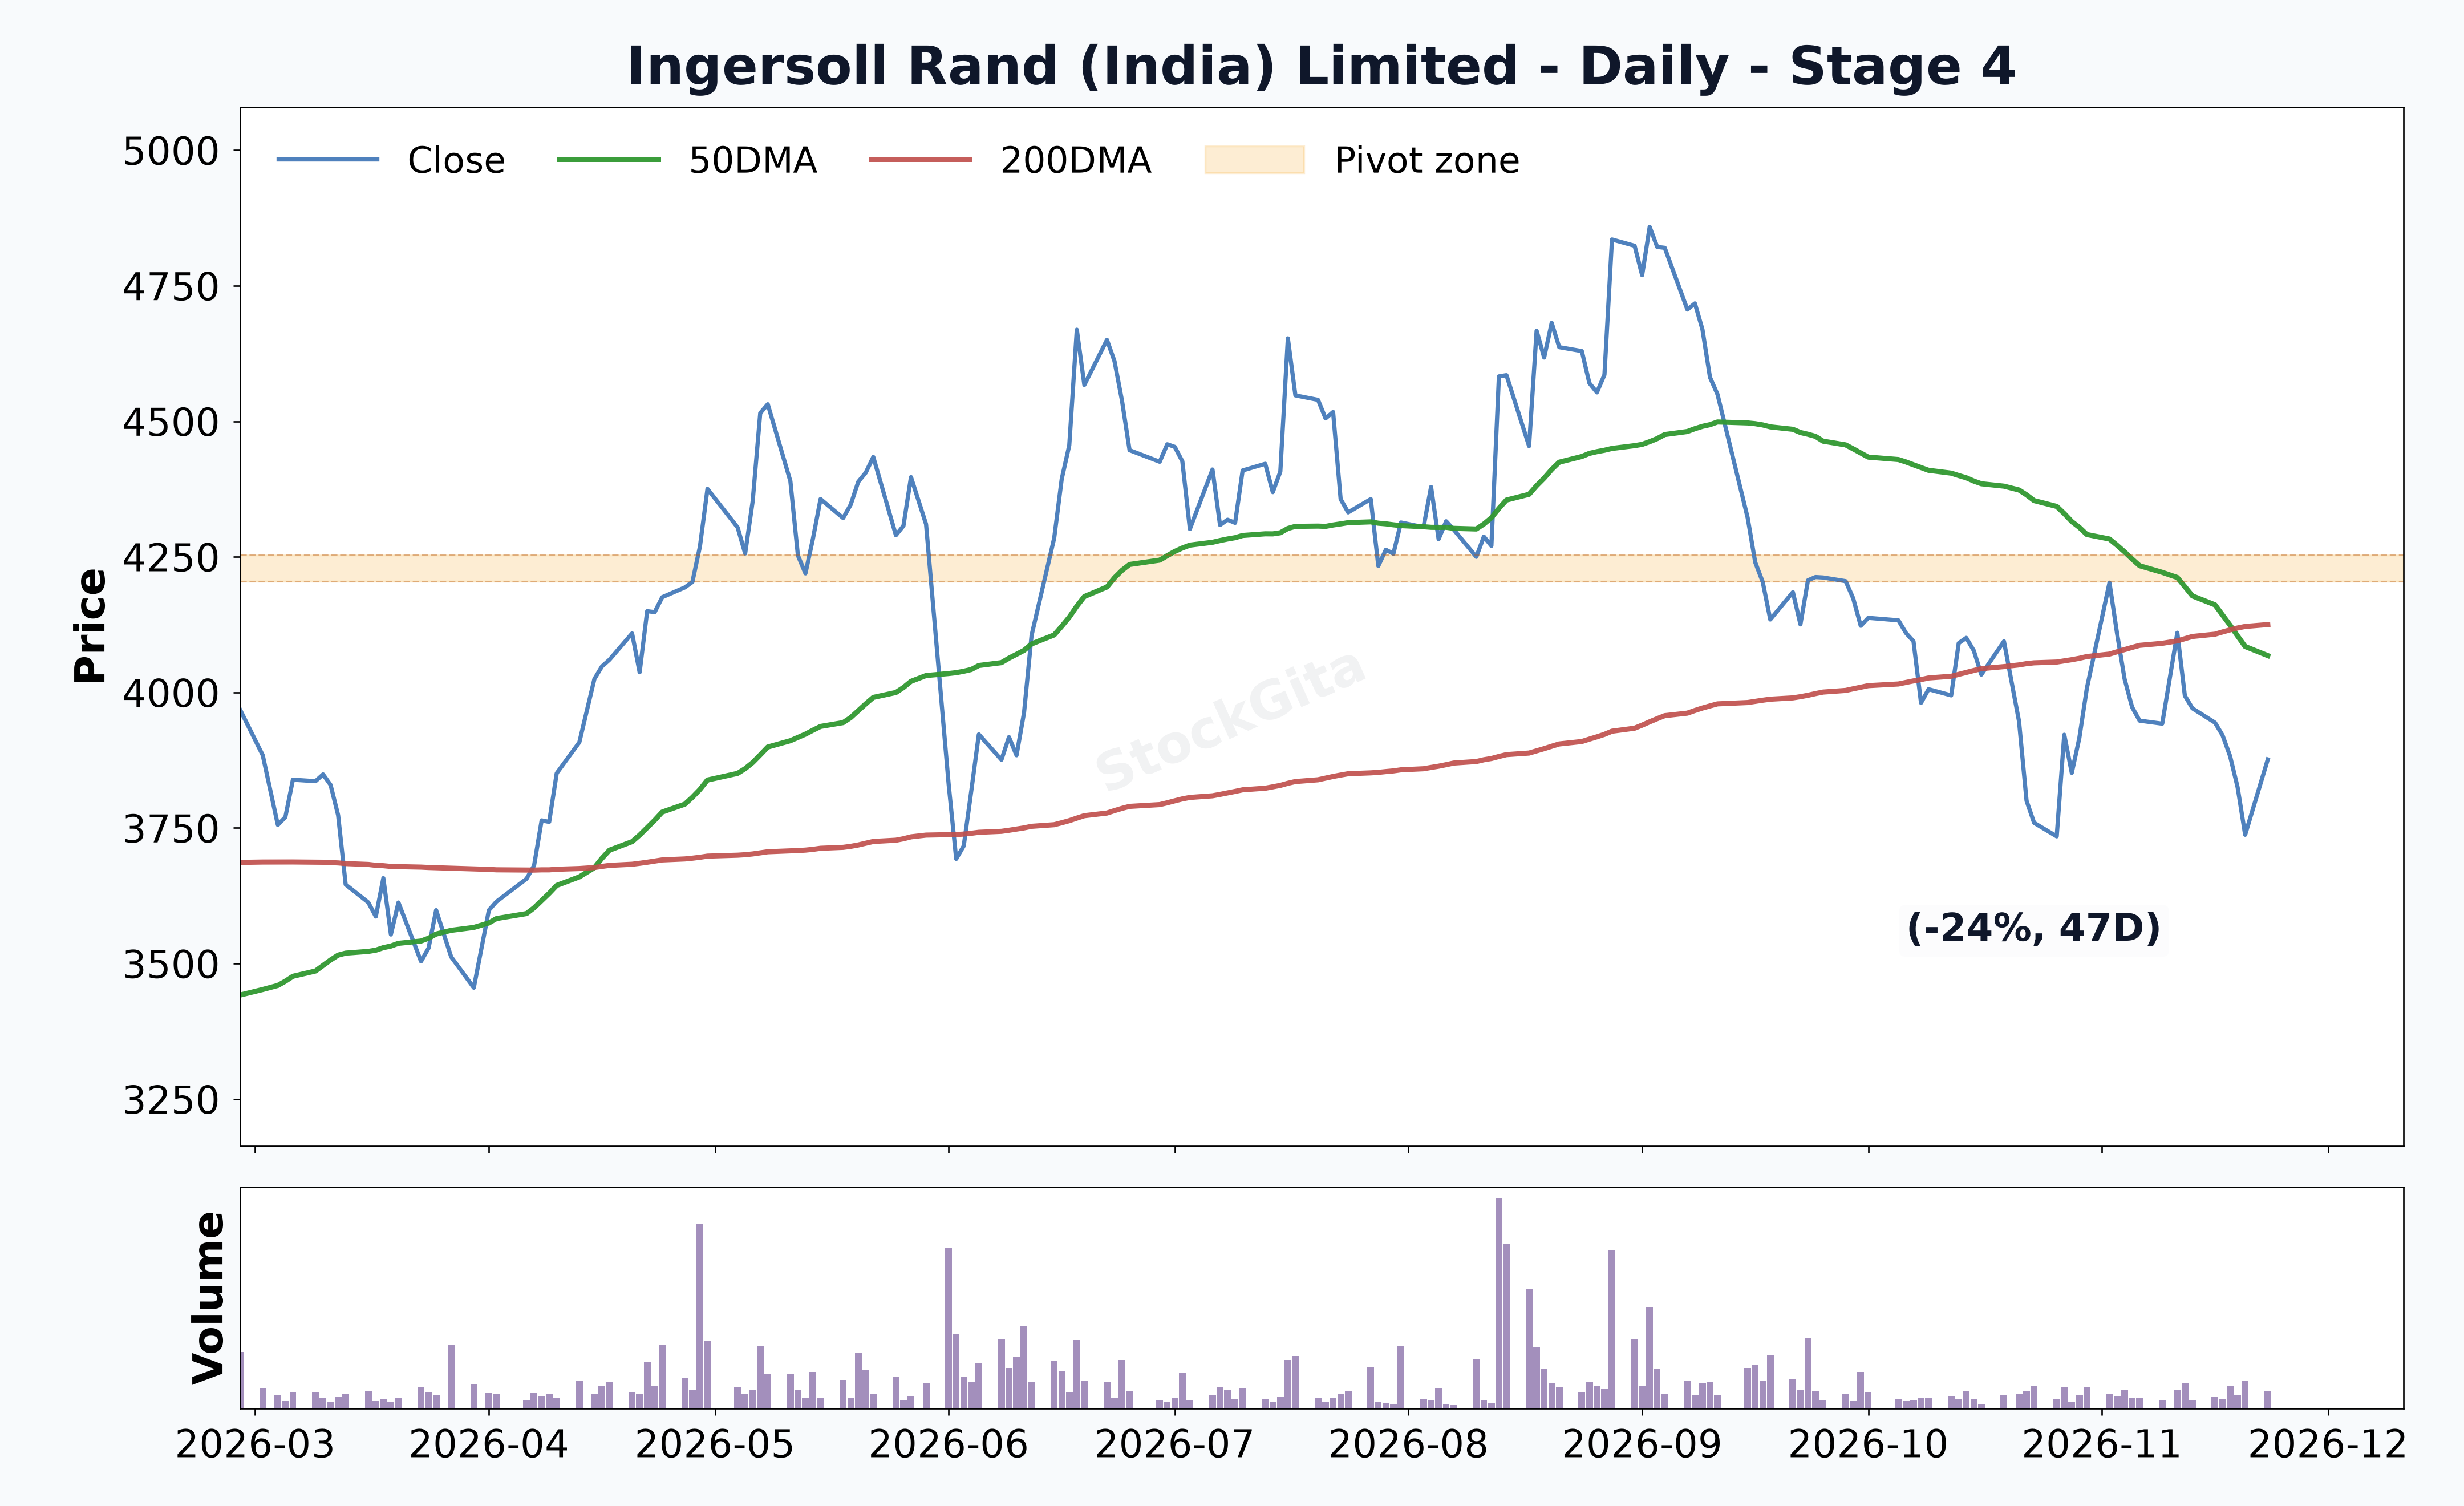 Ingersoll Rand (India) Limited - Daily - Stage 4
Close 50DMA 200DMA Pivot zone
5000
4750
4500
4250
4000
3750
3500
3250
Price
StockGita
(-24%, 47D)
Volume
2026-03 2026-04 2026-05 2026-06 2026-07 2026-08 2026-09 2026-10 2026-11 2026-12